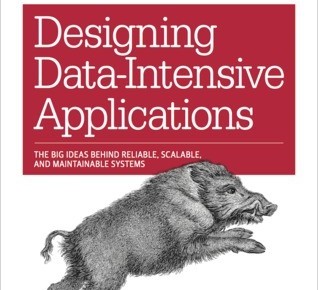 Designing
Data-Intensive
Applications
THE BIG IDEAS BEHIND RELIABLE, SCALABLE,
AND MAINTAINABLE SYSTEMS